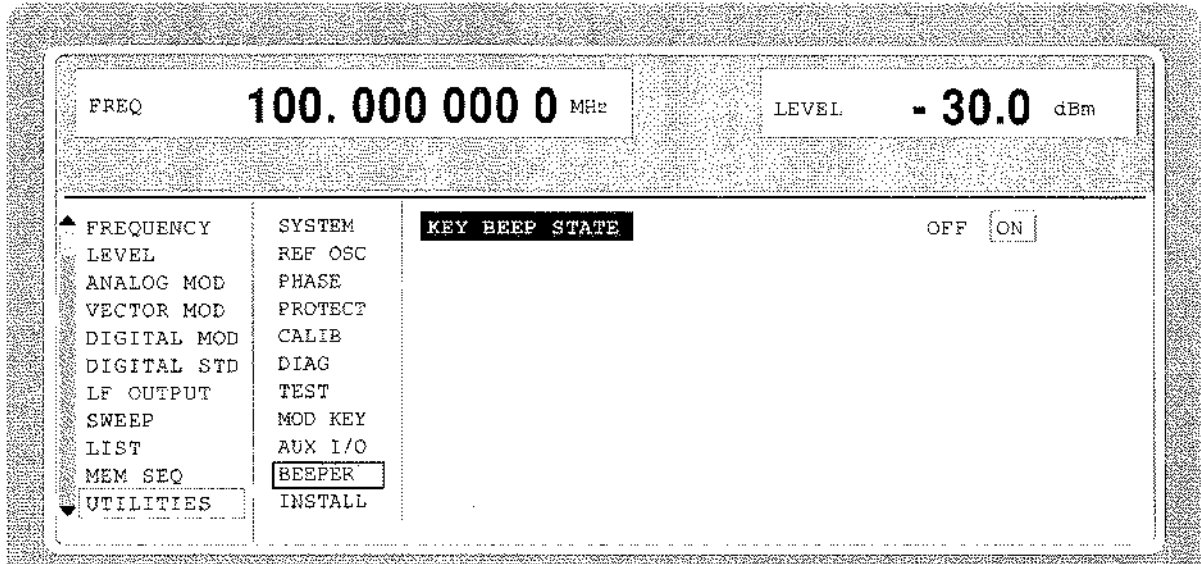 FREQ 100. 000 000 0 MHz LEVEL - 30.0 dBm
FREQUENCY SYSTEM KEY BEEP STATE OFF ON
LEVEL REF OSC
ANALOG MOD PHASE
VECTOR MOD PROTECT
DIGITAL MOD CALIB
DIGITAL STD DIAG
LF OUTPUT TEST
SWEEP MOD KEY
LIST AUX I/O
MEM SEQ BEEPER
UTILITIES INSTALL